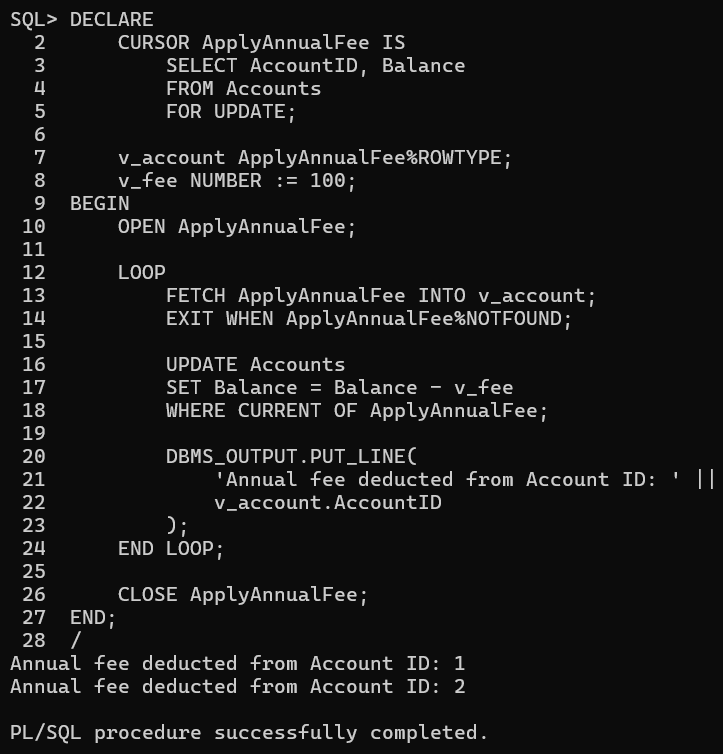 SQL> DECLARE
  2      CURSOR ApplyAnnualFee IS
  3          SELECT AccountID, Balance
  4          FROM Accounts
  5          FOR UPDATE;
  6
  7      v_account ApplyAnnualFee%ROWTYPE;
  8      v_fee NUMBER := 100;
  9  BEGIN
 10      OPEN ApplyAnnualFee;
 11
 12      LOOP
 13          FETCH ApplyAnnualFee INTO v_account;
 14          EXIT WHEN ApplyAnnualFee%NOTFOUND;
 15
 16          UPDATE Accounts
 17          SET Balance = Balance - v_fee
 18          WHERE CURRENT OF ApplyAnnualFee;
 19
 20          DBMS_OUTPUT.PUT_LINE(
 21              'Annual fee deducted from Account ID: ' ||
 22              v_account.AccountID
 23          );
 24      END LOOP;
 25
 26      CLOSE ApplyAnnualFee;
 27  END;
 28  /
Annual fee deducted from Account ID: 1
Annual fee deducted from Account ID: 2

PL/SQL procedure successfully completed.